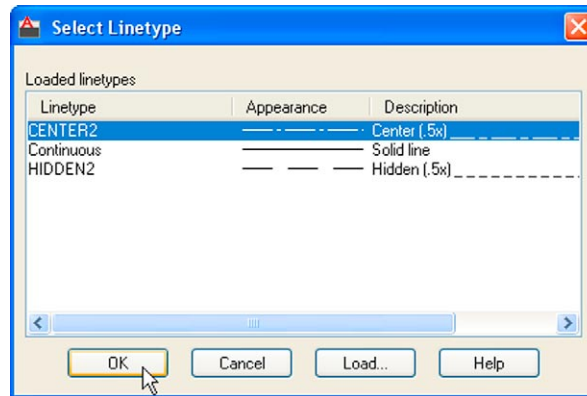 Select Linetype
Loaded linetypes
Linetype Appearance Description
CENTER2 Center (.5x)
Continuous Solid line
HIDDEN2 Hidden (.5x)
OK Cancel Load... Help